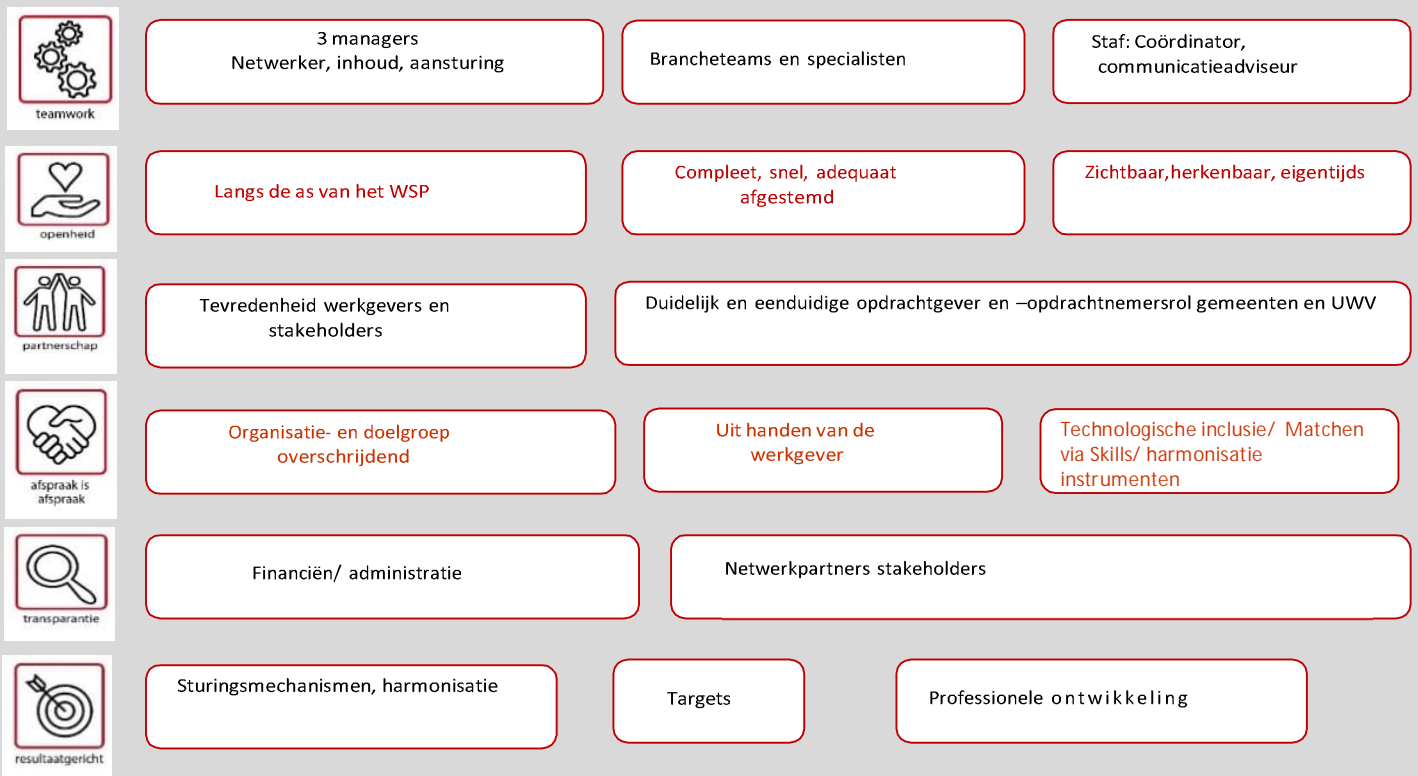 3 managers
Netwerker, inhoud, aansturing
Brancheteams en specialisten
Staf: Coördinator,
communicatieadviseur
teamwork
Langs de as van het WSP
Compleet, snel, adequaat
afgestemd
Zichtbaar,herkenbaar, eigentijds
openheid
Tevredenheid werkgevers en
stakeholders
Duidelijk en eenduidige opdrachtgever en –opdrachtnemersrol gemeenten en UWV
partnerschap
Organisatie- en doelgroep
overschrijdend
Uit handen van de
werkgever
Technologische inclusie/ Matchen
via Skills/ harmonisatie
instrumenten
afspraak is
afspraak
Financiën/ administratie
Netwerkpartners stakeholders
transparantie
Sturingsmechanismen, harmonisatie
Targets
Professionele ontwikkeling
resultaatgericht